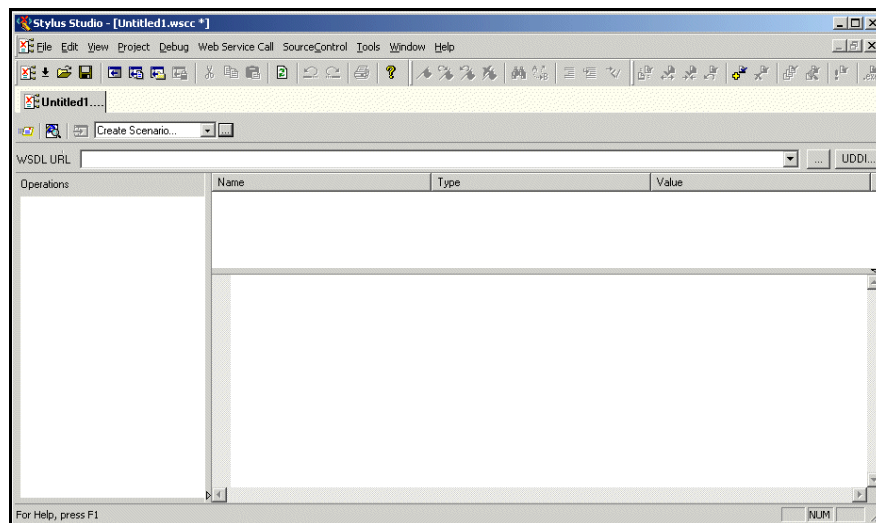 Stylus Studio - [Untitled1.wscc *]
File Edit View Project Debug Web Service Call SourceControl Tools Window Help
Untitled1....
Create Scenario... ...
WSDL URL ... UDDI...
Operations Name Type Value
For Help, press F1 NUM